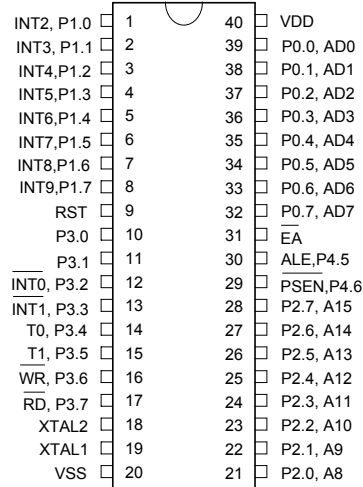 INT2, P1.0 1 40 VDD
INT3, P1.1 2 39 P0.0, AD0
INT4,P1.2 3 38 P0.1, AD1
INT5,P1.3 4 37 P0.2, AD2
INT6,P1.4 5 36 P0.3, AD3
INT7,P1.5 6 35 P0.4, AD4
INT8,P1.6 7 34 P0.5, AD5
INT9,P1.7 8 33 P0.6, AD6
RST 9 32 P0.7, AD7
P3.0 10 31 EA
P3.1 11 30 ALE,P4.5
INT0, P3.2 12 29 PSEN,P4.6
INT1, P3.3 13 28 P2.7, A15
T0, P3.4 14 27 P2.6, A14
T1, P3.5 15 26 P2.5, A13
WR, P3.6 16 25 P2.4, A12
RD, P3.7 17 24 P2.3, A11
XTAL2 18 23 P2.2, A10
XTAL1 19 22 P2.1, A9
VSS 20 21 P2.0, A8